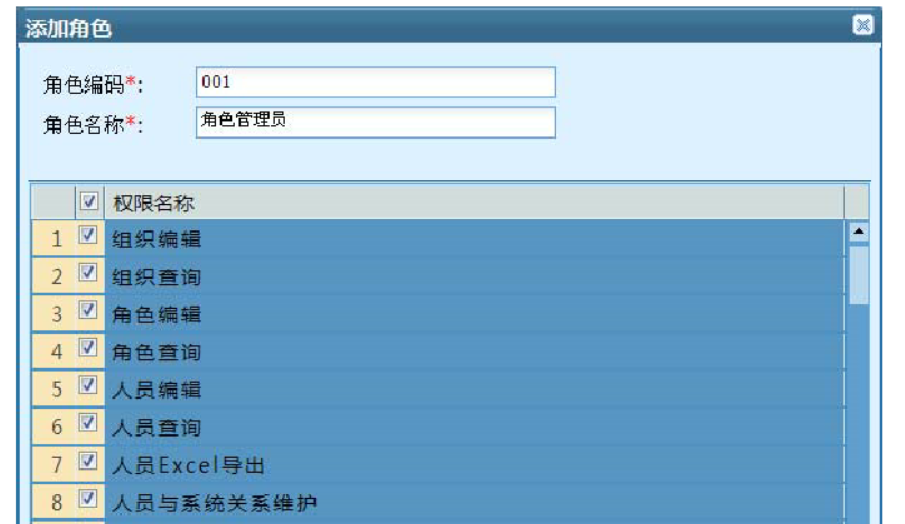 添加角色
角色编码*: 001
角色名称*: 角色管理员
权限名称
1 组织编辑
2 组织查询
3 角色编辑
4 角色查询
5 人员编辑
6 人员查询
7 人员Excel导出
8 人员与系统关系维护